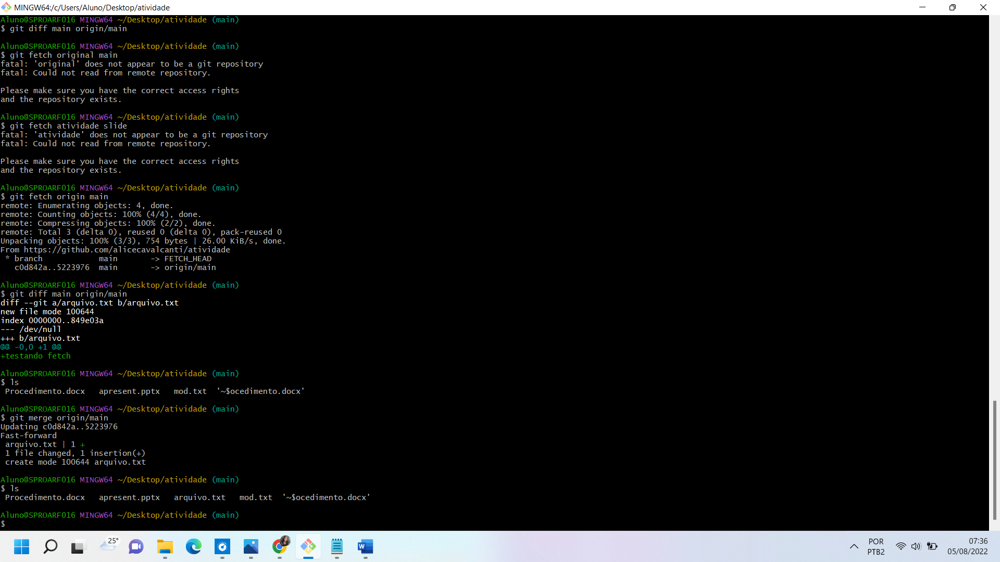 MINGW64:/c/Users/Aluno/Desktop/atividade
Aluno@SPROARF016 MINGW64 ~/Desktop/atividade (main)
$ git diff main origin/main
Aluno@SPROARF016 MINGW64 ~/Desktop/atividade (main)
$ git fetch original main
fatal: 'original' does not appear to be a git repository
fatal: Could not read from remote repository.
Please make sure you have the correct access rights
and the repository exists.
Aluno@SPROARF016 MINGW64 ~/Desktop/atividade (main)
$ git fetch atividade slide
fatal: 'atividade' does not appear to be a git repository
fatal: Could not read from remote repository.
Please make sure you have the correct access rights
and the repository exists.
Aluno@SPROARF016 MINGW64 ~/Desktop/atividade (main)
$ git fetch origin main
remote: Enumerating objects: 4, done.
remote: Counting objects: 100% (4/4), done.
remote: Compressing objects: 100% (2/2), done.
remote: Total 3 (delta 0), reused 0 (delta 0), pack-reused 0
Unpacking objects: 100% (3/3), 754 bytes | 26.00 KiB/s, done.
From https://github.com/alicecavalcanti/atividade
 * branch            main       -> FETCH_HEAD
   c0d842a..5223976  main       -> origin/main
Aluno@SPROARF016 MINGW64 ~/Desktop/atividade (main)
$ git diff main origin/main
diff --git a/arquivo.txt b/arquivo.txt
new file mode 100644
index 0000000..849e03a
--- /dev/null
+++ b/arquivo.txt
@@ -0,0 +1 @@
+testando fetch
Aluno@SPROARF016 MINGW64 ~/Desktop/atividade (main)
$ ls
 Procedimento.docx   apresent.pptx   mod.txt  '~$ocedimento.docx'
Aluno@SPROARF016 MINGW64 ~/Desktop/atividade (main)
$ git merge origin/main
Updating c0d842a..5223976
Fast-forward
 arquivo.txt | 1 +
 1 file changed, 1 insertion(+)
 create mode 100644 arquivo.txt
Aluno@SPROARF016 MINGW64 ~/Desktop/atividade (main)
$ ls
 Procedimento.docx   apresent.pptx   arquivo.txt   mod.txt  '~$ocedimento.docx'
Aluno@SPROARF016 MINGW64 ~/Desktop/atividade (main)
$
25°
W
POR
PTB2
07:36
05/08/2022